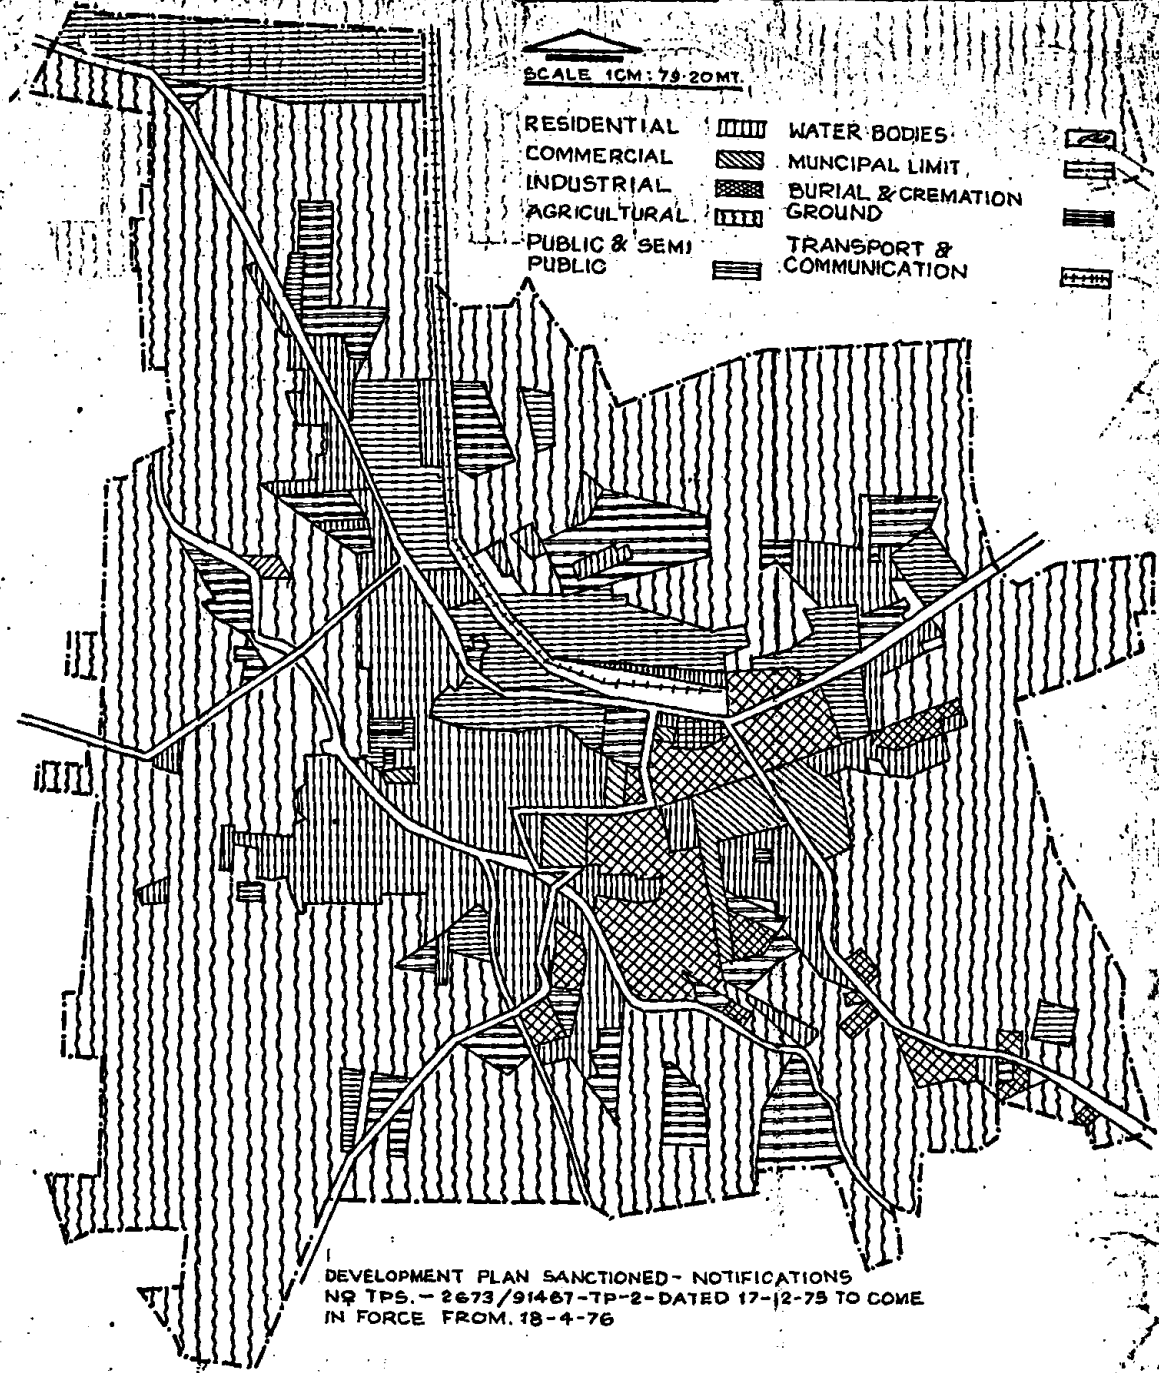 SCALE 1CM: 79.20 MT.
RESIDENTIAL
COMMERCIAL
INDUSTRIAL
AGRICULTURAL
PUBLIC & SEMI
PUBLIC
WATER BODIES
MUNCIPAL LIMIT
BURIAL & CREMATION
GROUND
TRANSPORT &
COMMUNICATION
DEVELOPMENT PLAN SANCTIONED - NOTIFICATIONS
NO TPS. - 2673/91467-TP-2-DATED 17-12-75 TO COME
IN FORCE FROM. 18-4-76